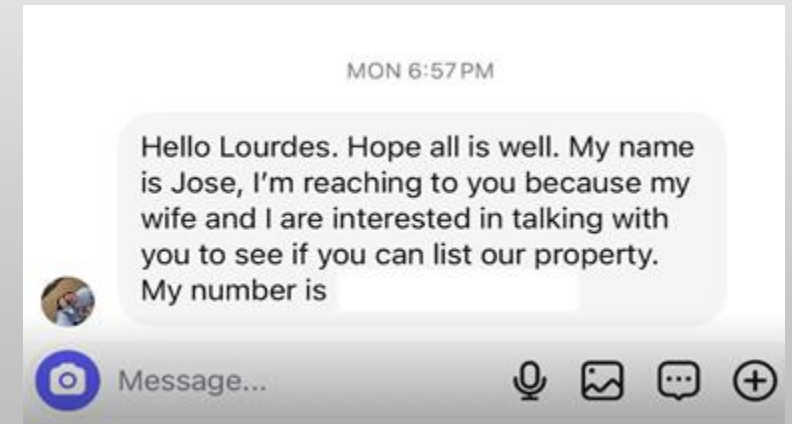 MON 6:57 PM
Hello Lourdes. Hope all is well. My name
is Jose, I'm reaching to you because my
wife and I are interested in talking with
you to see if you can list our property.
My number is
Message...